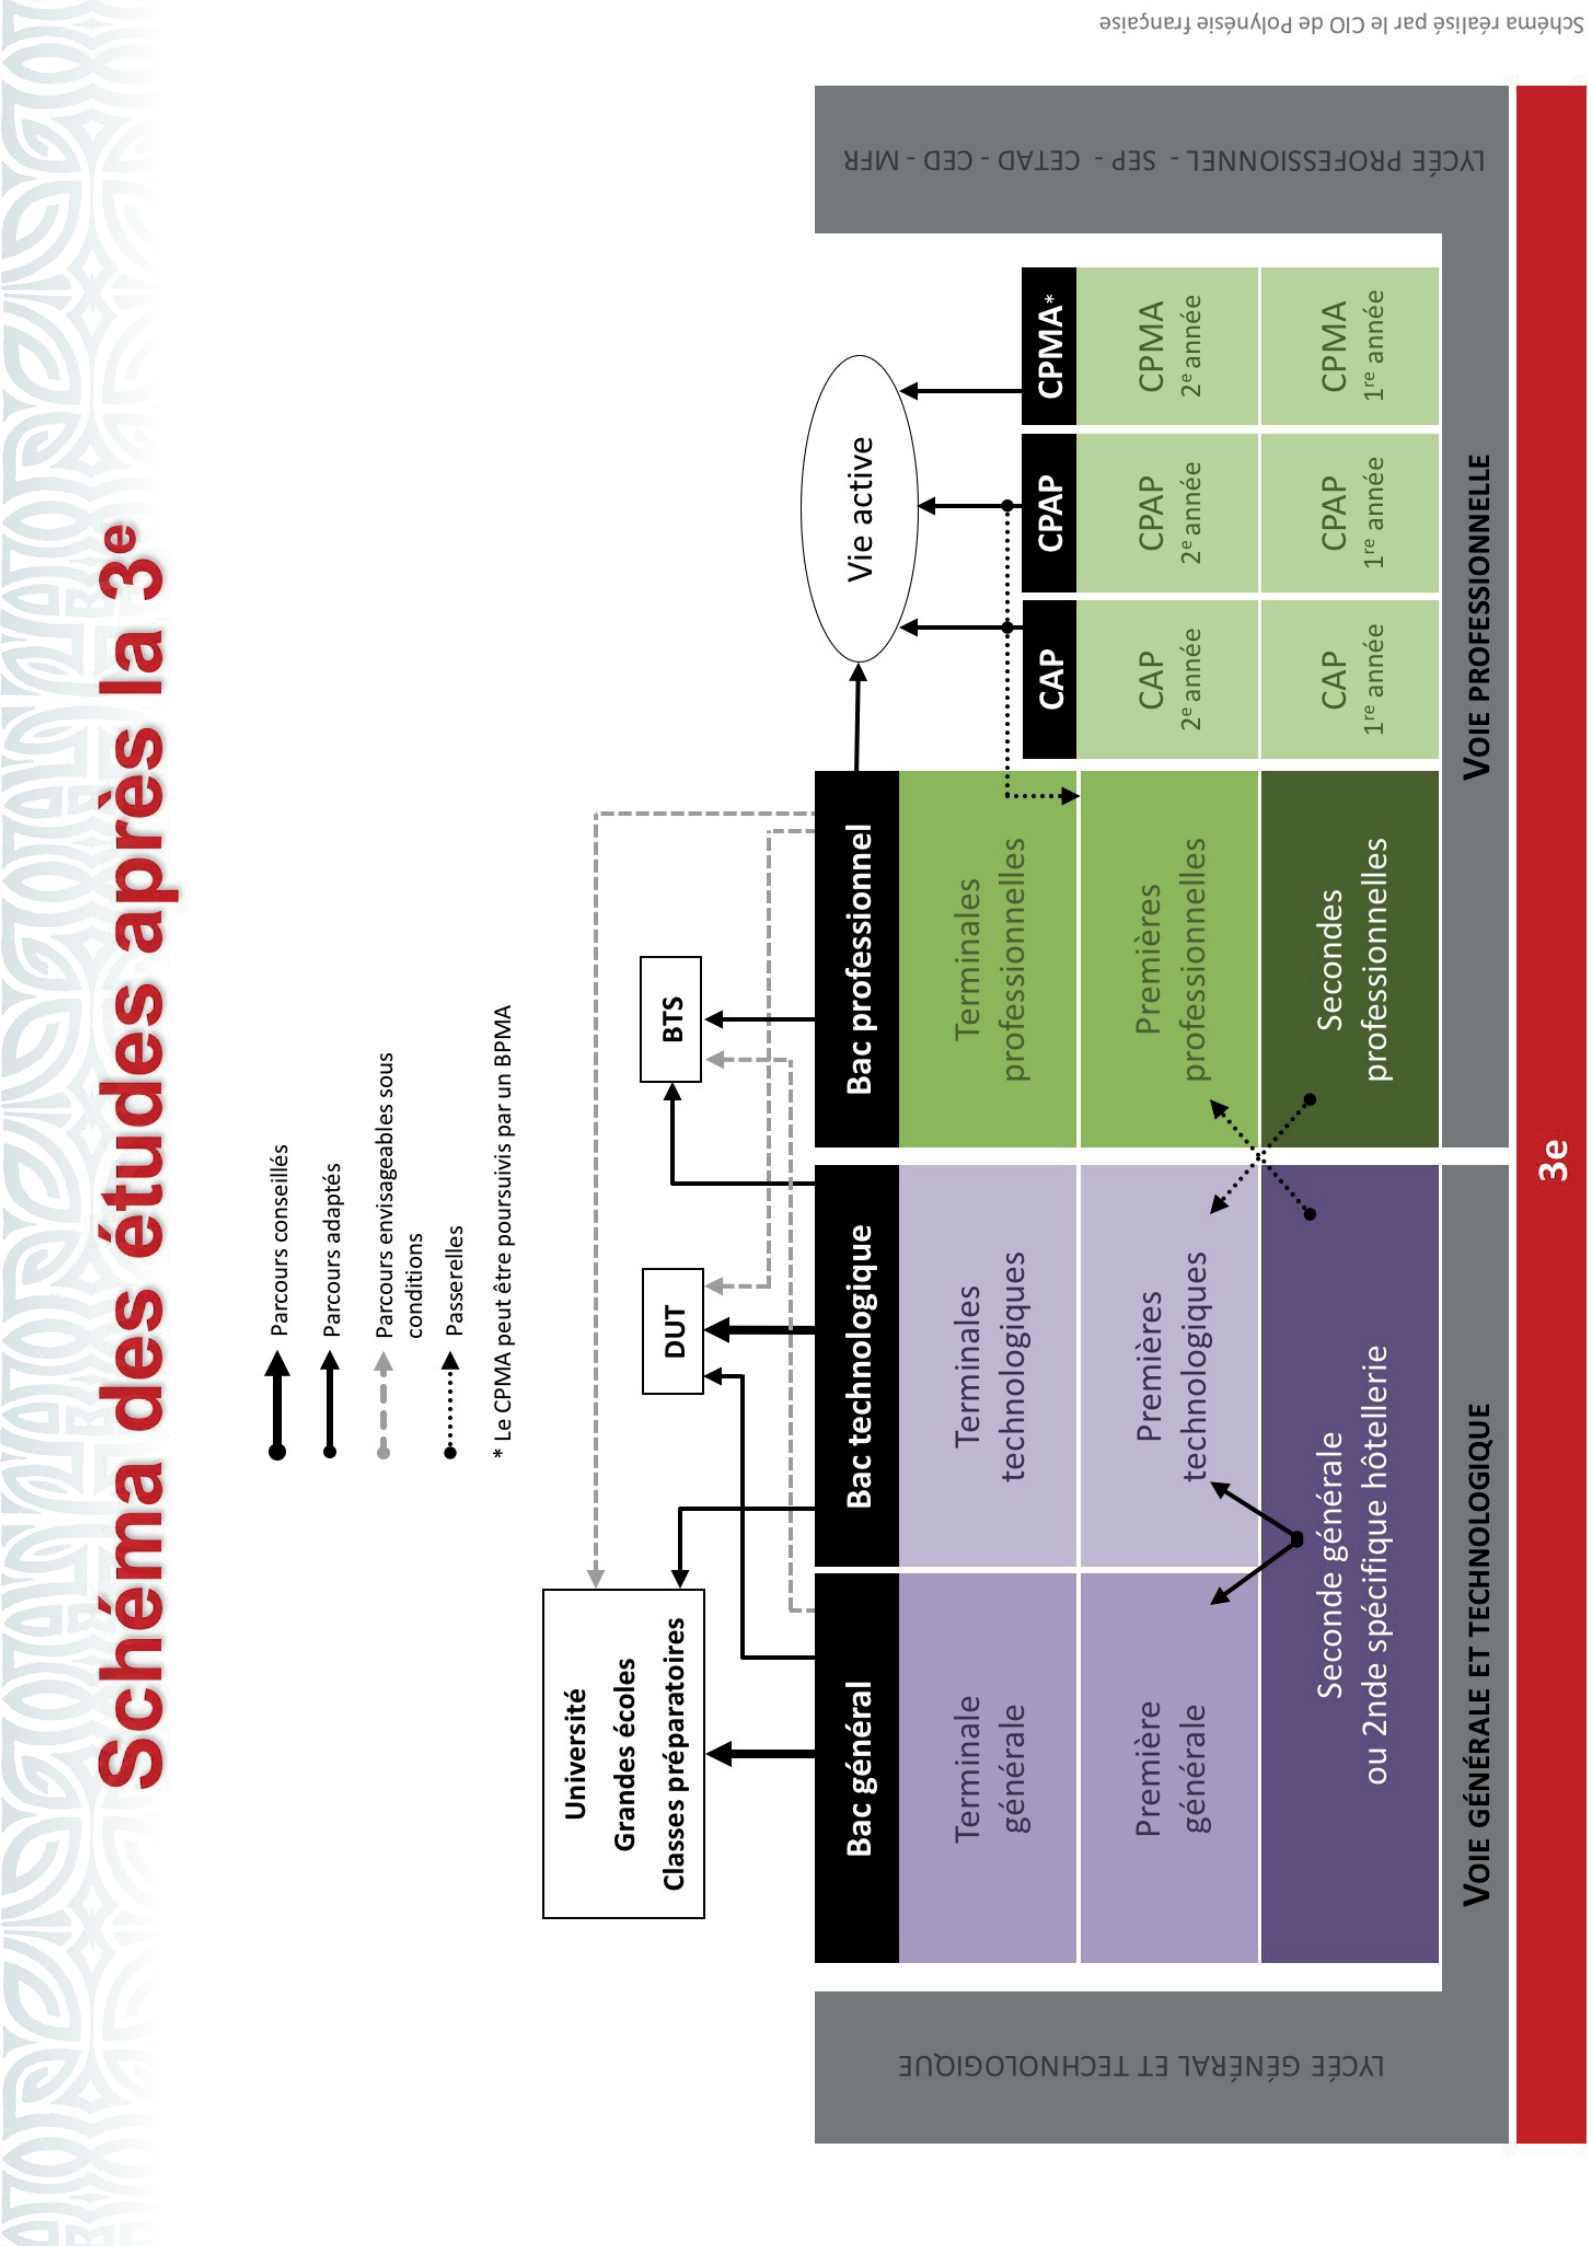 Schéma des études après la 3e
Parcours conseillés
Parcours adaptés
Parcours envisageables sous
conditions
Passerelles
* Le CPMA peut être poursuivis par un BPMA
Université
Grandes écoles
Classes préparatoires
DUT
BTS
Vie active
Bac général
Bac technologique
Bac professionnel
CAP
CPAP
CPMA*
Terminale
générale
Terminales
technologiques
Terminales
professionnelles
CAP
2e année
CPAP
2e année
CPMA
2e année
Première
générale
Premières
technologiques
Premières
professionnelles
Seconde générale
ou 2nde spécifique hôtellerie
Secondes
professionnelles
CAP
1re année
CPAP
1re année
CPMA
1re année
LYCÉE GÉNÉRAL ET TECHNOLOGIQUE
LYCÉE PROFESSIONNEL - SEP - CETAD - CED - MFR
VOIE GÉNÉRALE ET TECHNOLOGIQUE
VOIE PROFESSIONNELLE
3e
Schéma réalisé par le CIO de Polynésie française